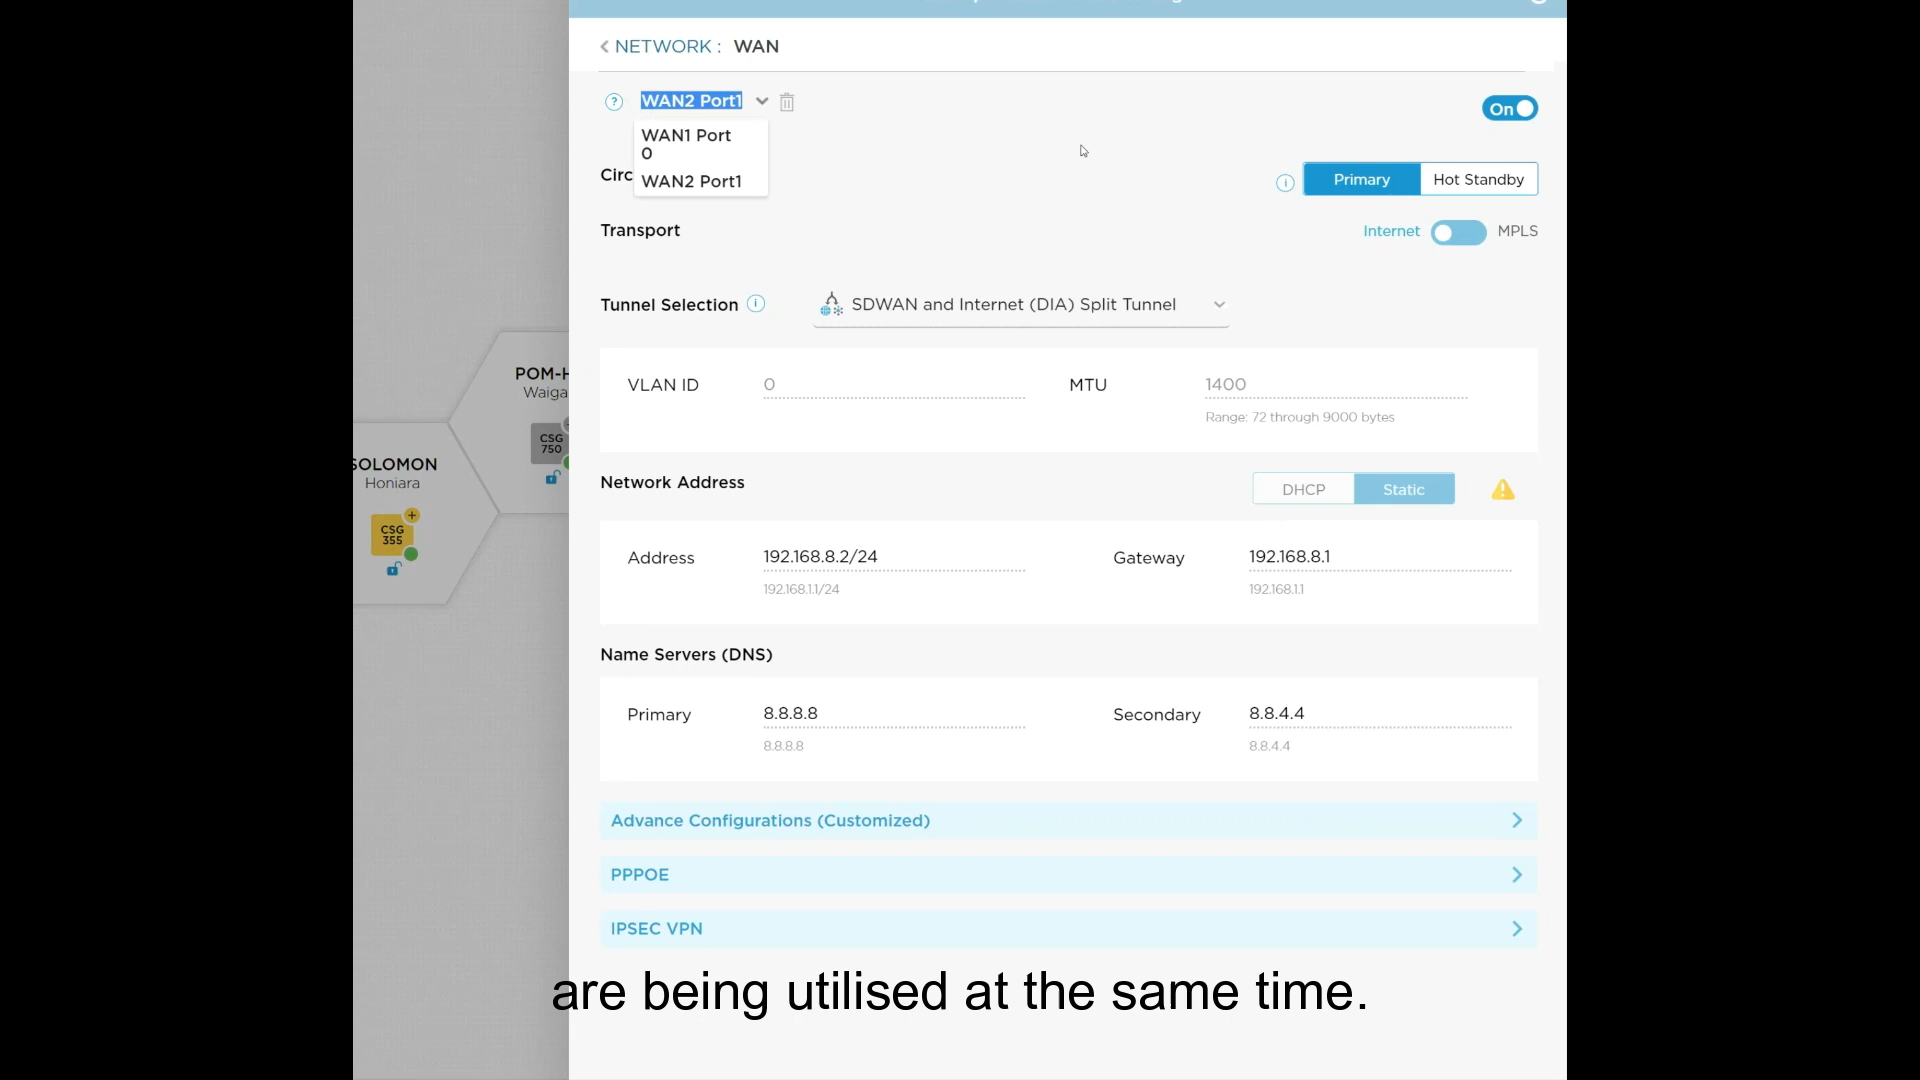 NETWORK : WAN
WAN2 Port1
On
WAN1 Port
0
WAN2 Port1
Circ
Primary
Hot Standby
Transport
Internet
MPLS
Tunnel Selection
SDWAN and Internet (DIA) Split Tunnel
VLAN ID
0
MTU
1400
Range: 72 through 9000 bytes
Network Address
DHCP
Static
Address
192.168.8.2/24
192.168.1.1/24
Gateway
192.168.8.1
192.168.1.1
Name Servers (DNS)
Primary
8.8.8.8
8.8.8.8
Secondary
8.8.4.4
8.8.4.4
Advance Configurations (Customized)
PPPOE
IPSEC VPN
POM-H
Waiga
CSG
750
SOLOMON
Honiara
CSG
355
are being utilised at the same time.